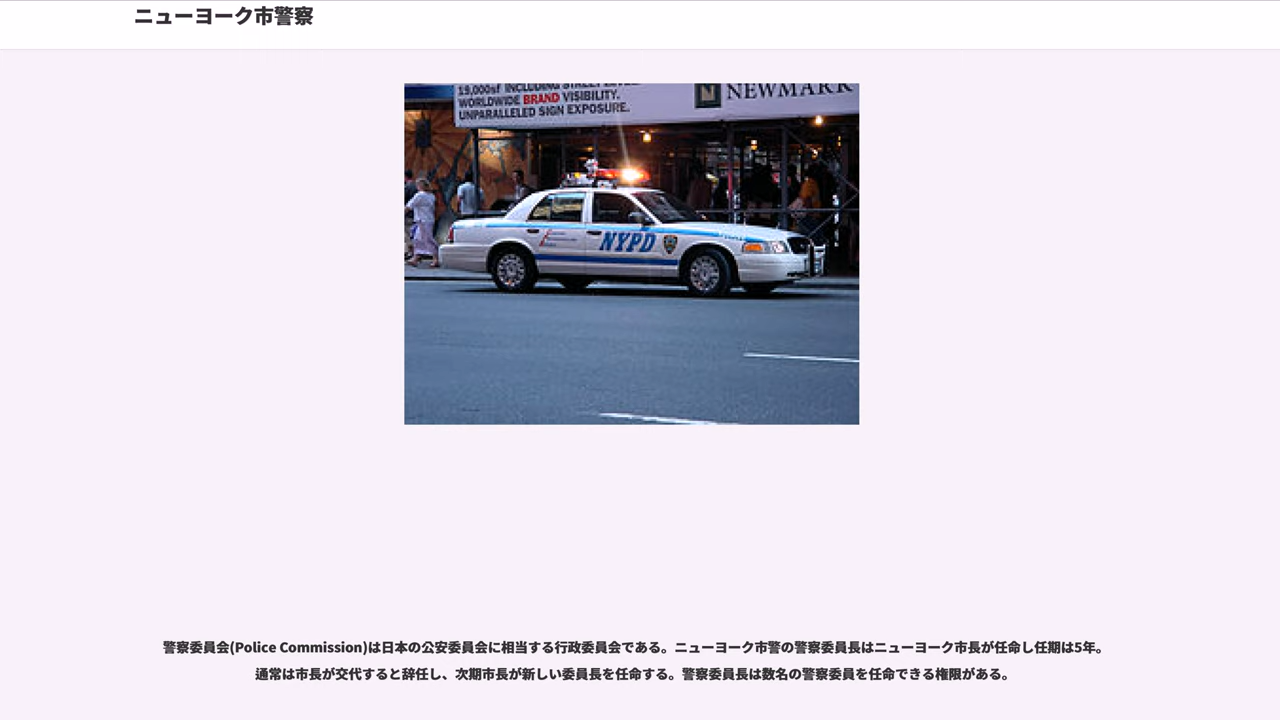 ニューヨーク市警察
19,000sf INCLUDING STREET
WORLDWIDE BRAND VISIBILITY.
UNPARALLELED SIGN EXPOSURE.
N NEWMARK
NYPD
警察委員会(Police Commission)は日本の公安委員会に相当する行政委員会である。ニューヨーク市警の警察委員長はニューヨーク市長が任命し任期は5年。
通常は市長が交代すると辞任し、次期市長が新しい委員長を任命する。警察委員長は数名の警察委員を任命できる権限がある。